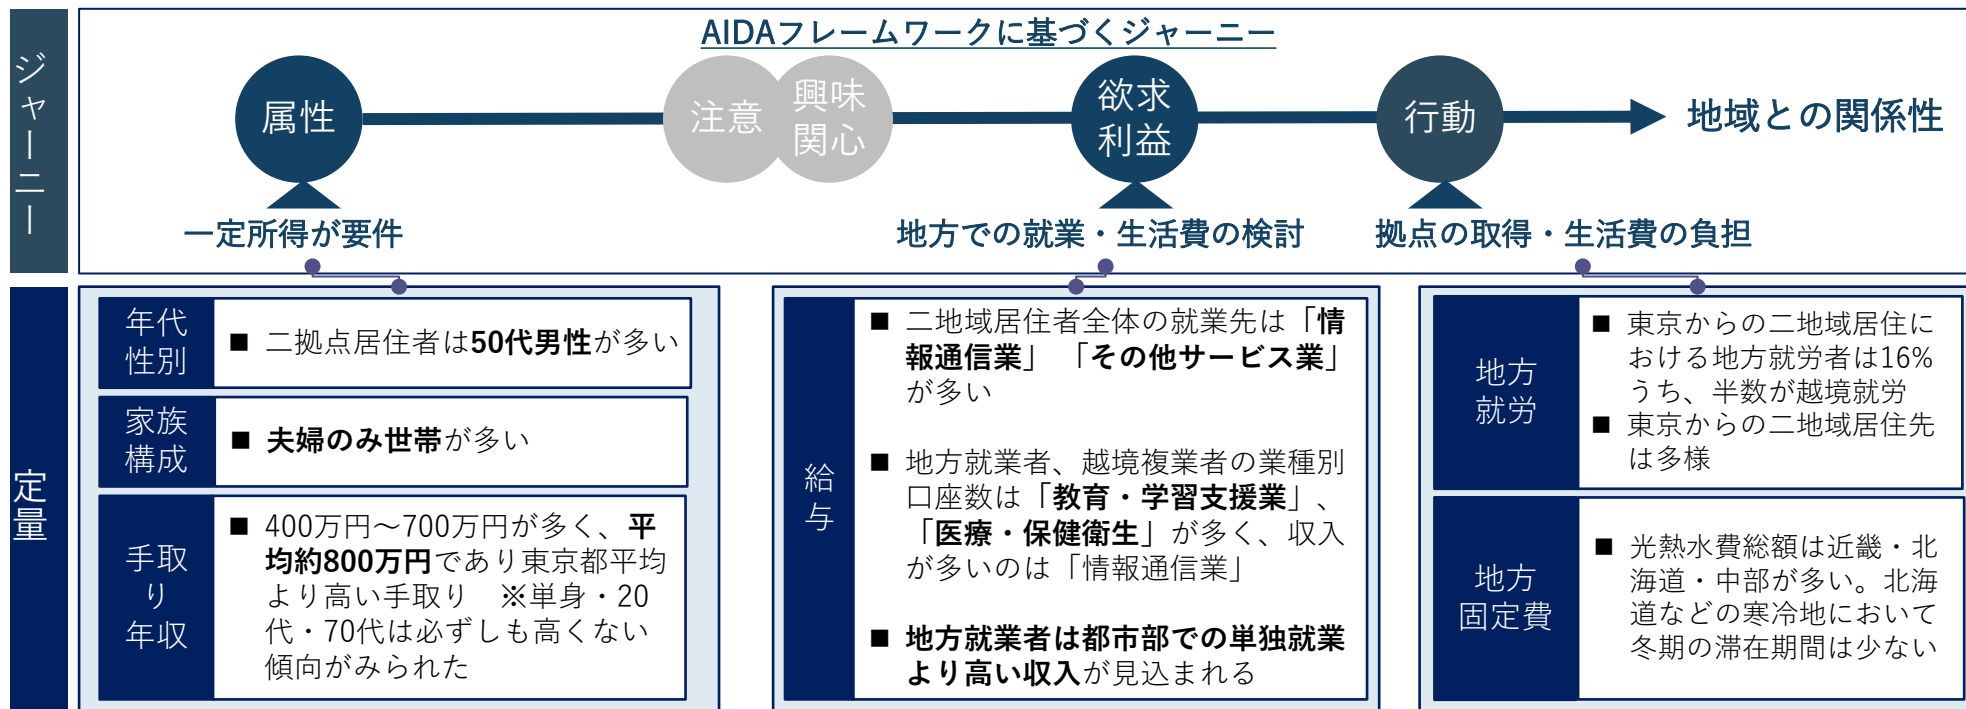 ジャーニー
AIDAフレームワークに基づくジャーニー
属性
注意
興味
関心
欲求
利益
行動
地域との関係性
一定所得が要件
地方での就業・生活費の検討
拠点の取得・生活費の負担
定量
年代
性別
■ 二拠点居住者は50代男性が多い
家族
構成
■ 夫婦のみ世帯が多い
手取
り
年収
■ 400万円～700万円が多く、平
均約800万円であり東京都平均
より高い手取り　※単身・20
代・70代は必ずしも高くない
傾向がみられた
給
与
■ 二地域居住者全体の就業先は「情
報通信業」 「その他サービス業」
が多い
■ 地方就業者、越境複業者の業種別
口座数は「教育・学習支援業」、
「医療・保健衛生」が多く、収入
が多いのは「情報通信業」
■ 地方就業者は都市部での単独就業
より高い収入が見込まれる
地方
就労
■ 東京からの二地域居住に
おける地方就労者は16%
うち、半数が越境就労
■ 東京からの二地域居住先
は多様
地方
固定費
■ 光熱水費総額は近畿・北
海道・中部が多い。北海
道などの寒冷地において
冬期の滞在期間は少ない